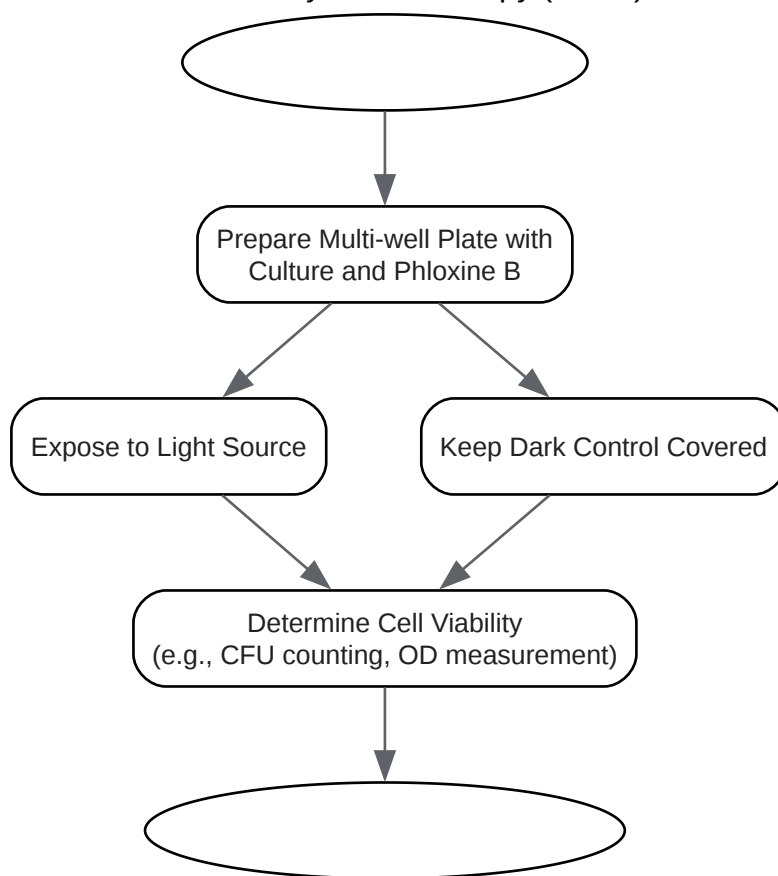 Prepare Multi-well Plate with
Culture and Phloxine B
Expose to Light Source
Keep Dark Control Covered
Determine Cell Viability
(e.g., CFU counting, OD measurement)